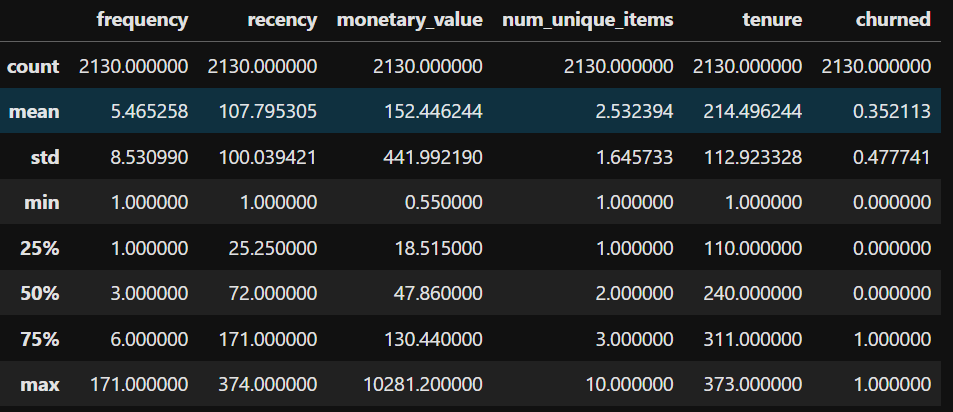 frequency recency monetary_value num_unique_items tenure churned
count 2130.000000 2130.000000 2130.000000 2130.000000 2130.000000 2130.000000
mean 5.465258 107.795305 152.446244 2.532394 214.496244 0.352113
std 8.530990 100.039421 441.992190 1.645733 112.923328 0.477741
min 1.000000 1.000000 0.550000 1.000000 1.000000 0.000000
25% 1.000000 25.250000 18.515000 1.000000 110.000000 0.000000
50% 3.000000 72.000000 47.860000 2.000000 240.000000 0.000000
75% 6.000000 171.000000 130.440000 3.000000 311.000000 1.000000
max 171.000000 374.000000 10281.200000 10.000000 373.000000 1.000000